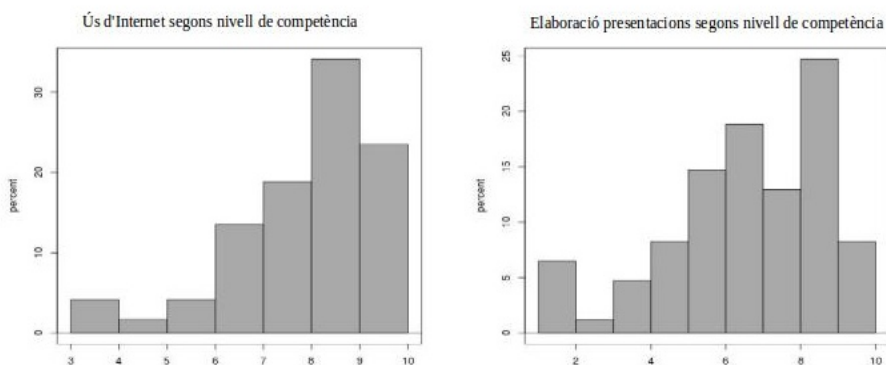 Ús d'Internet segons nivell de competència
percent
30
20
10
0
3 4 5 6 7 8 9 10
Elaboració presentacions segons nivell de competència
percent
25
20
15
10
5
0
2 4 6 8 10